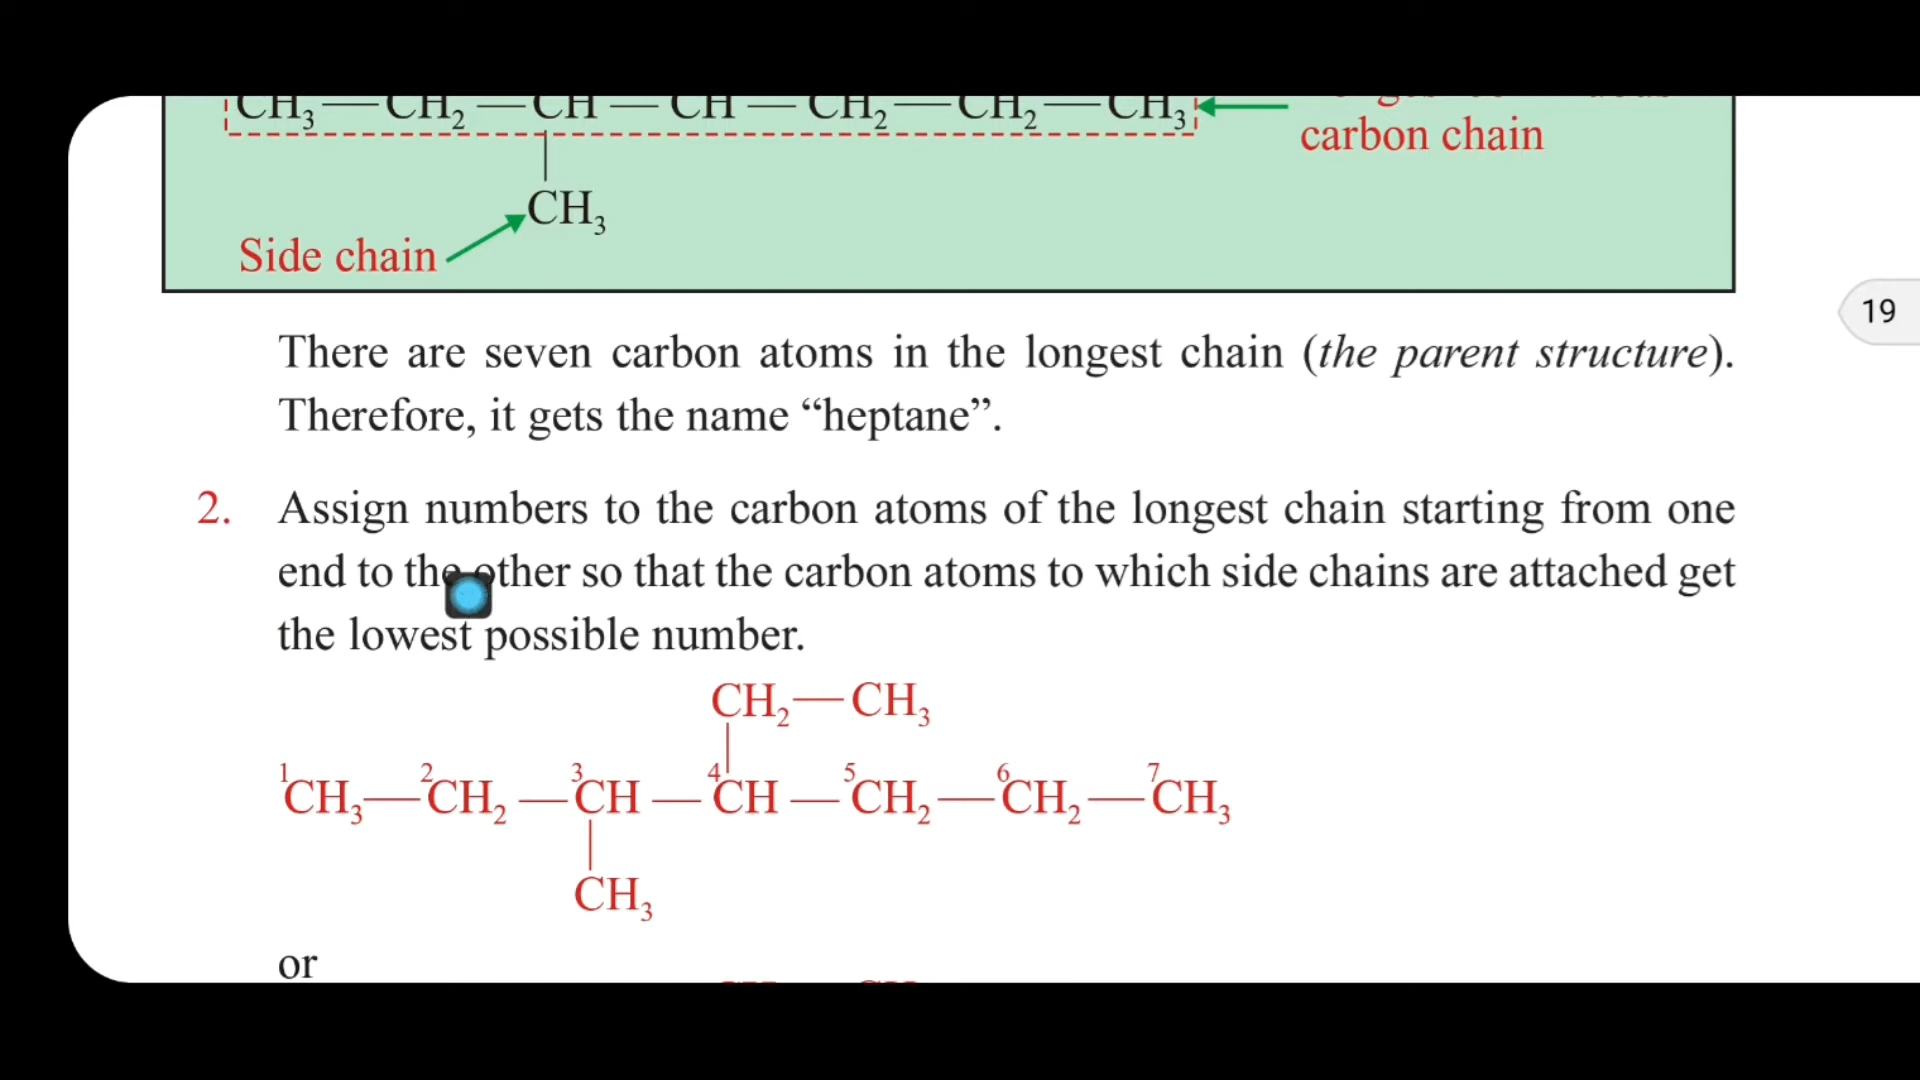 CH₃—CH₂—CH—CH—CH₂—CH₂—CH₃
carbon chain
CH₃
Side chain
19
There are seven carbon atoms in the longest chain (the parent structure).
Therefore, it gets the name “heptane”.
2. Assign numbers to the carbon atoms of the longest chain starting from one
end to the other so that the carbon atoms to which side chains are attached get
the lowest possible number.
CH₂—CH₃
¹CH₃—²CH₂—³CH—⁴CH—⁵CH₂—⁶CH₂—⁷CH₃
CH₃
or